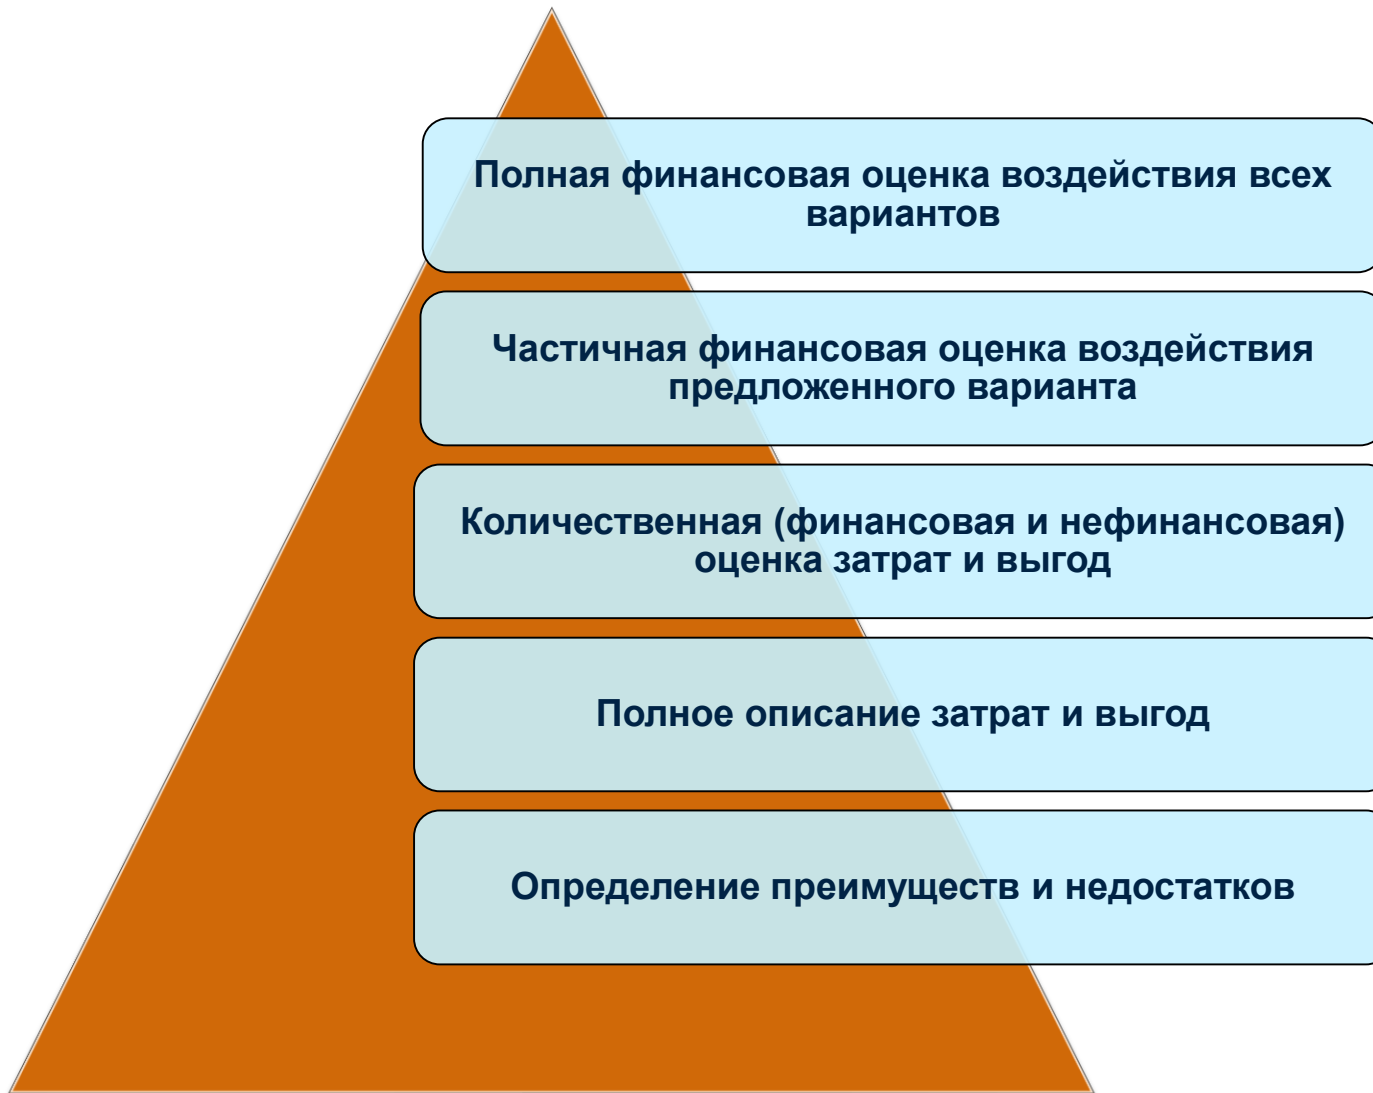 Полная финансовая оценка воздействия всех
вариантов
Частичная финансовая оценка воздействия
предложенного варианта
Количественная (финансовая и нефинансовая)
оценка затрат и выгод
Полное описание затрат и выгод
Определение преимуществ и недостатков